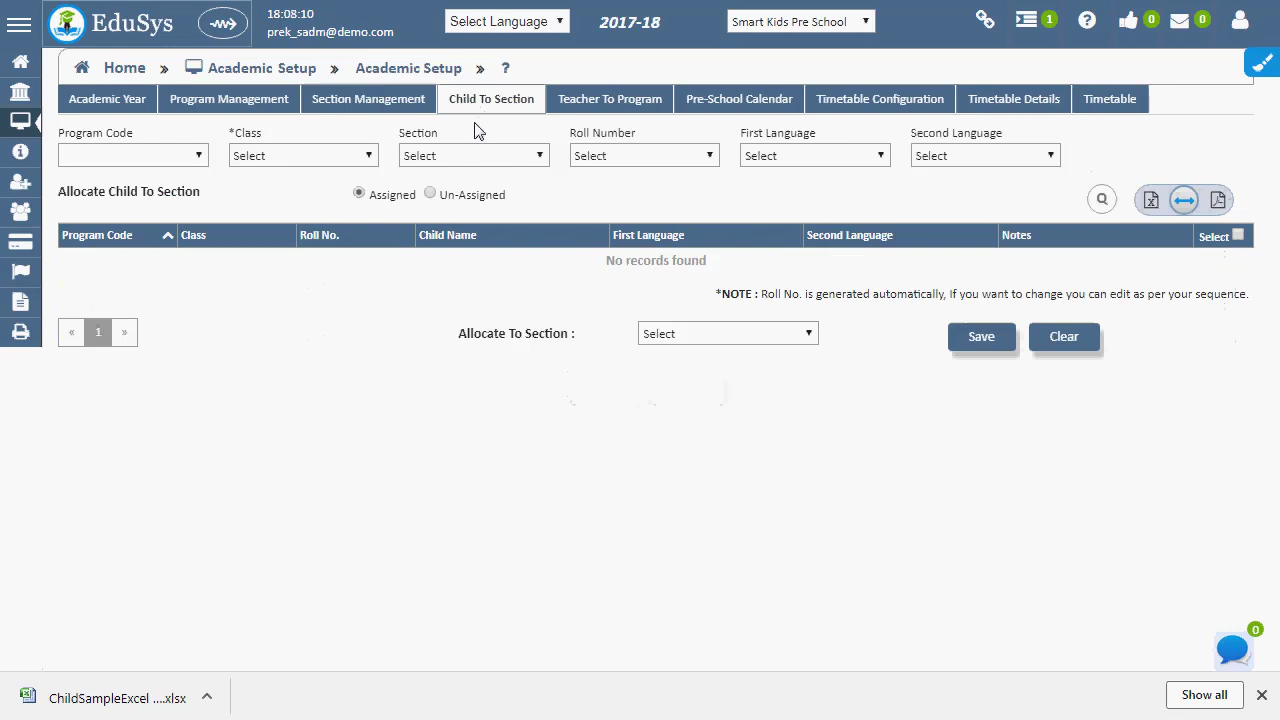 EduSys
18:08:10
prek_sadm@demo.com
Select Language
2017-18
Smart Kids Pre School
1
0
0
Home » Academic Setup » Academic Setup » ?
Academic Year Program Management Section Management Child To Section Teacher To Program Pre-School Calendar Timetable Configuration Timetable Details Timetable
Program Code *Class Section Roll Number First Language Second Language
Select Select Select Select Select
Allocate Child To Section Assigned Un-Assigned
Program Code Class Roll No. Child Name First Language Second Language Notes Select
No records found
*NOTE : Roll No. is generated automatically, If you want to change you can edit as per your sequence.
« 1 » Allocate To Section : Select Save Clear
0
ChildSampleExcel ....xlsx Show all